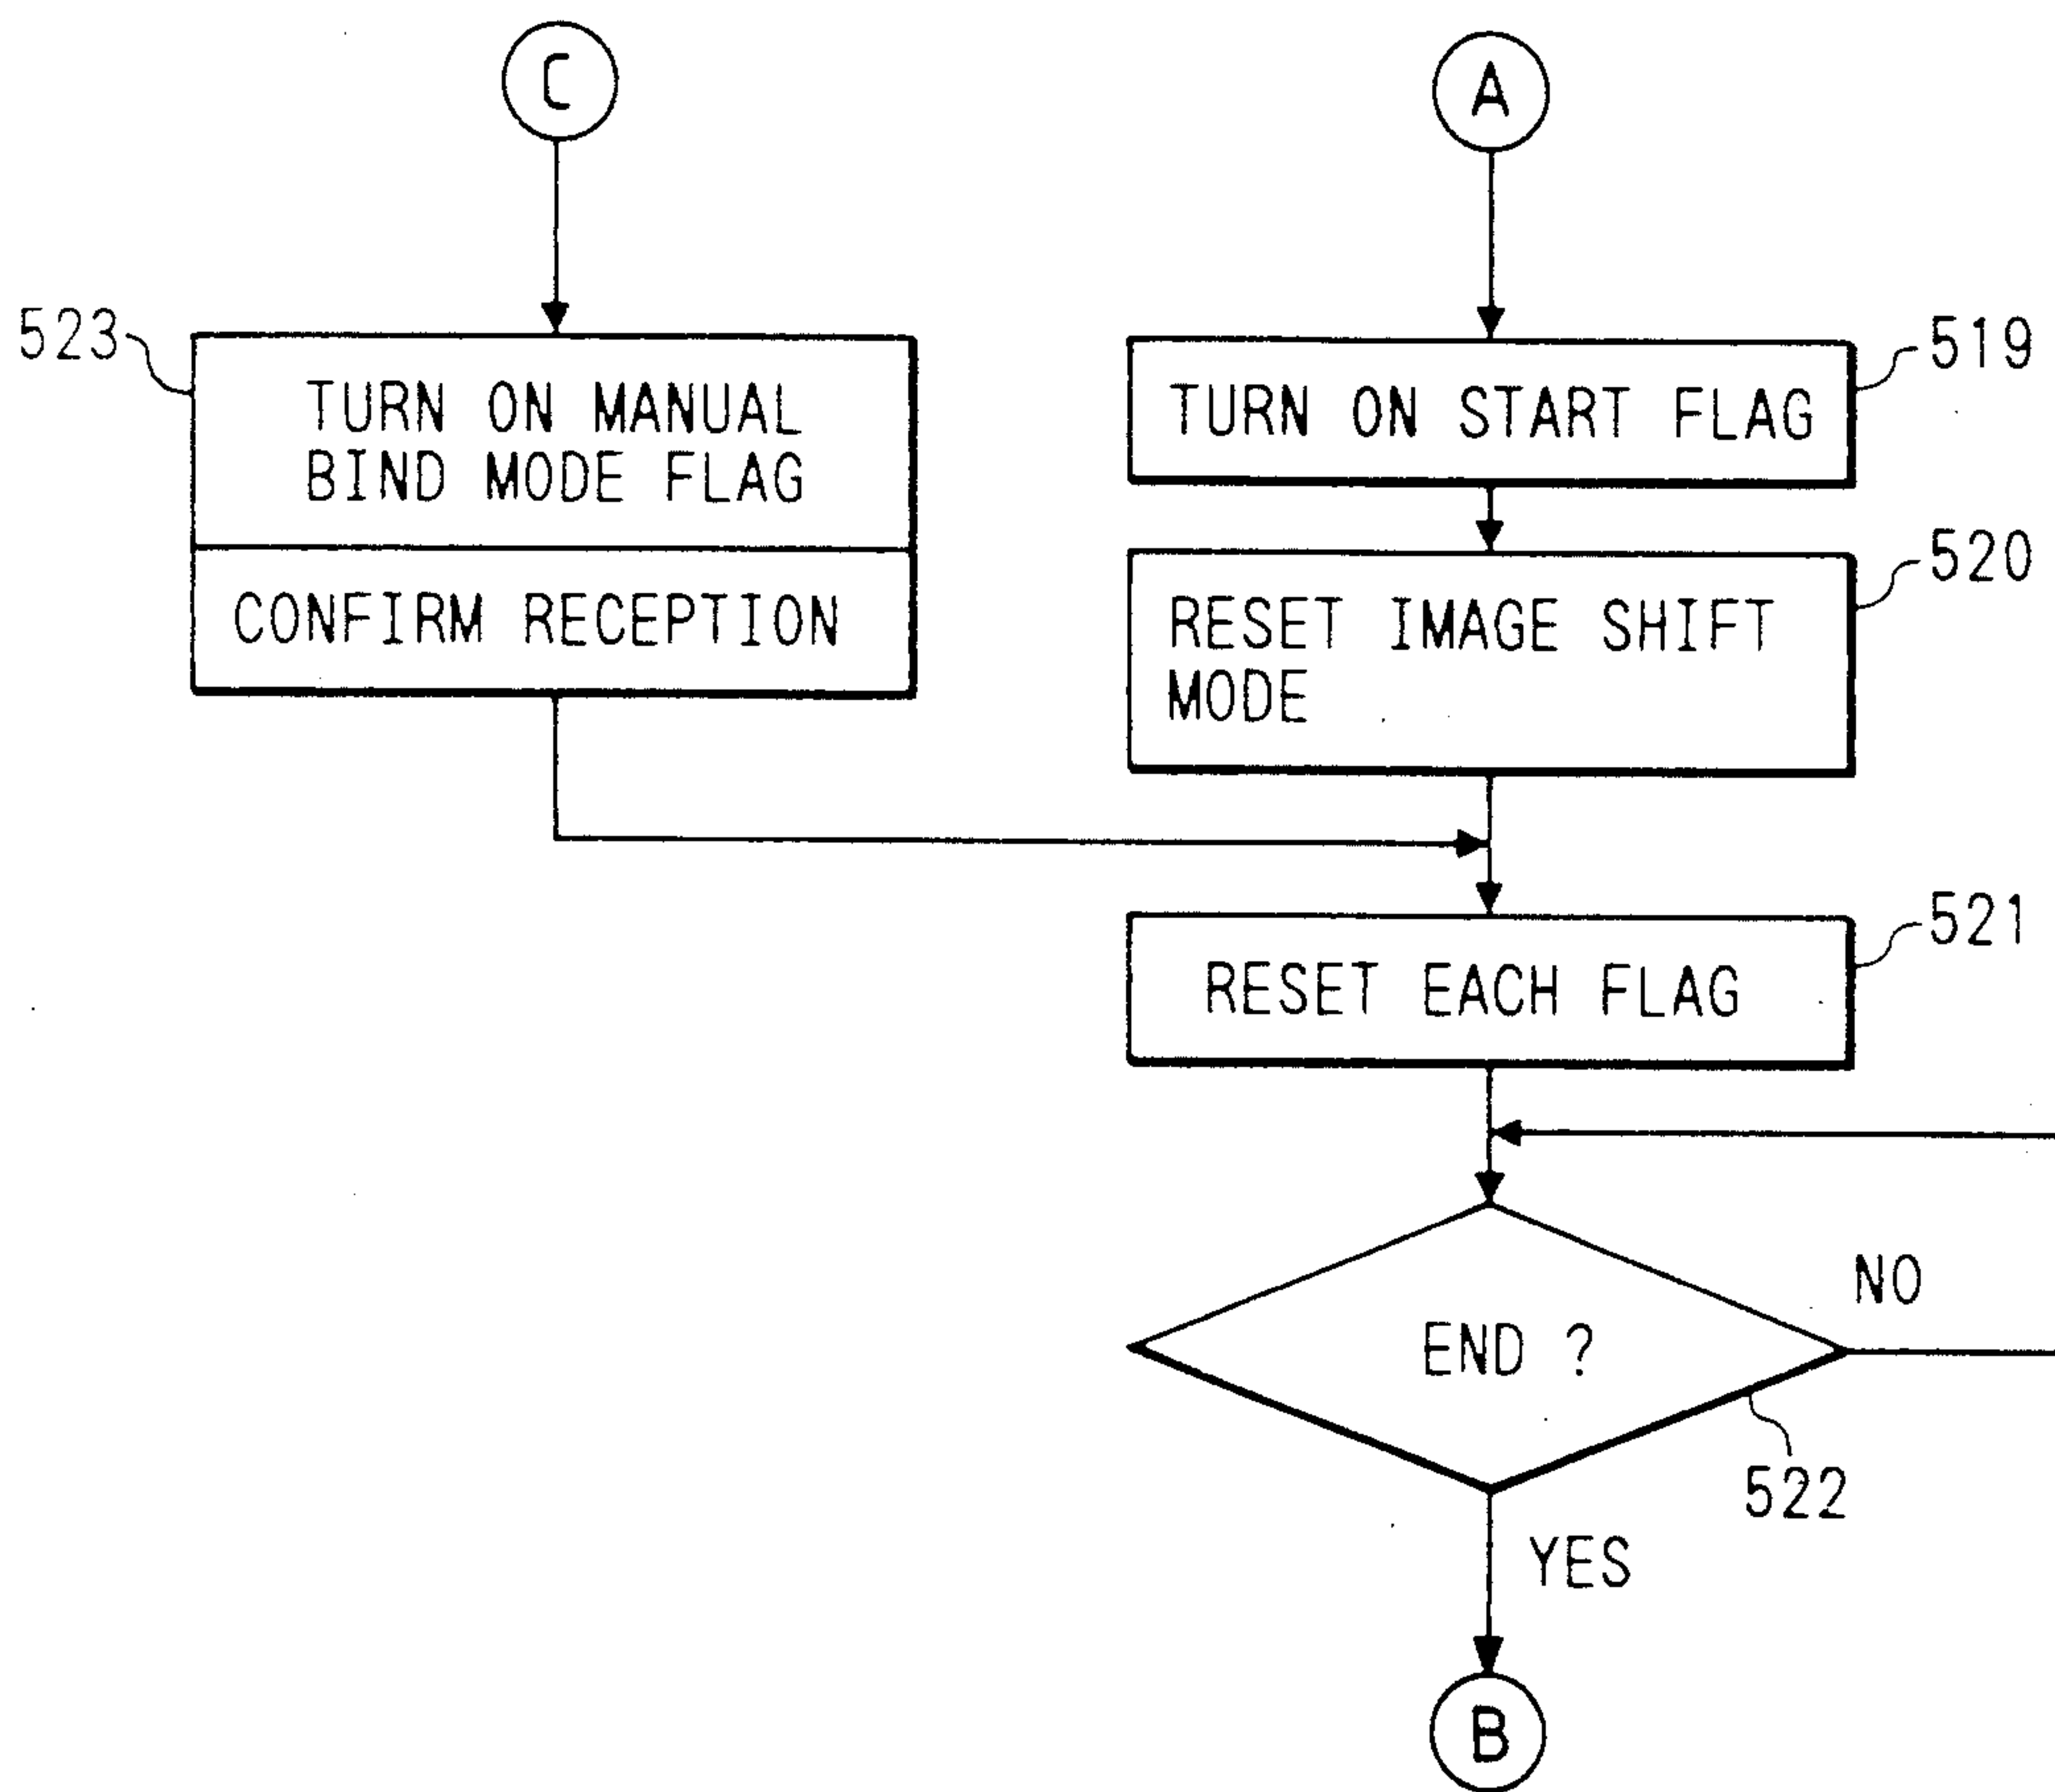 C
A
523
TURN ON MANUAL
BIND MODE FLAG
CONFIRM RECEPTION
519
TURN ON START FLAG
520
RESET IMAGE SHIFT
MODE
521
RESET EACH FLAG
NO
END ?
522
YES
B